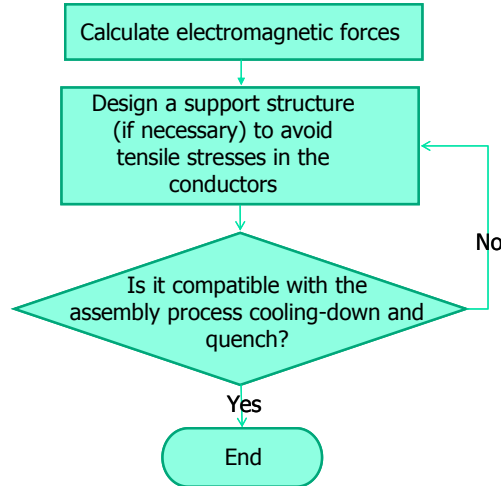 Calculate electromagnetic forces
Design a support structure
(if necessary) to avoid
tensile stresses in the
conductors
No
Is it compatible with the
assembly process cooling-down and
quench?
Yes
End